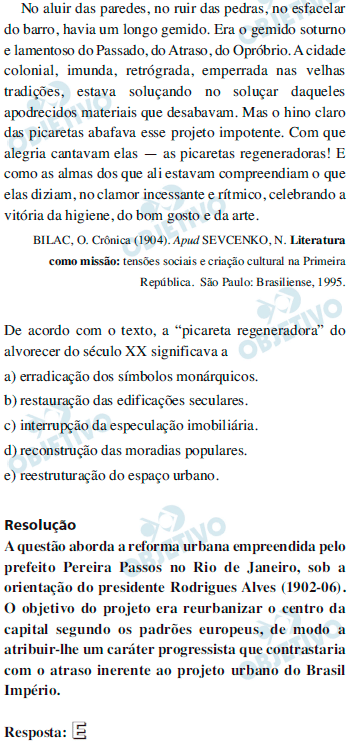 No aluir das paredes, no ruir das pedras, no esfacelar
do barro, havia um longo gemido. Era o gemido soturno
e lamentoso do Passado, do Atraso, do Opróbrio. A cidade
colonial, imunda, retrógrada, emperrada nas velhas
tradições, estava soluçando no soluçar daqueles
apodrecidos materiais que desabavam. Mas o hino claro
das picaretas abafava esse projeto impotente. Com que
alegria cantavam elas — as picaretas regeneradoras! E
como as almas dos que ali estavam compreendiam o que
elas diziam, no clamor incessante e rítmico, celebrando a
vitória da higiene, do bom gosto e da arte.
BILAC, O. Crônica (1904). Apud SEVCENKO, N. Literatura
como missão: tensões sociais e criação cultural na Primeira
República. São Paulo: Brasiliense, 1995.
De acordo com o texto, a “picareta regeneradora” do
alvorecer do século XX significava a
a) erradicação dos símbolos monárquicos.
b) restauração das edificações seculares.
c) interrupção da especulação imobiliária.
d) reconstrução das moradias populares.
e) reestruturação do espaço urbano.
Resolução
A questão aborda a reforma urbana empreendida pelo
prefeito Pereira Passos no Rio de Janeiro, sob a
orientação do presidente Rodrigues Alves (1902-06).
O objetivo do projeto era reurbanizar o centro da
capital segundo os padrões europeus, de modo a
atribuir-lhe um caráter progressista que contrastaria
com o atraso inerente ao projeto urbano do Brasil
Império.
Resposta: E